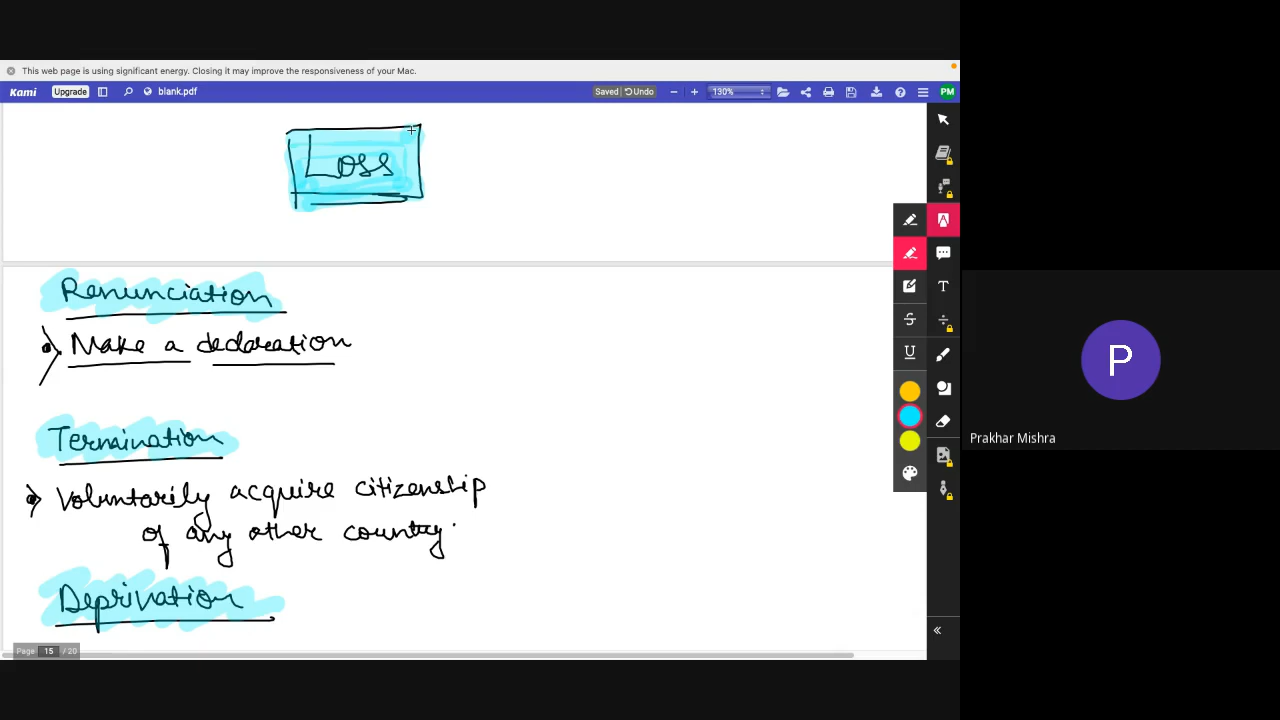 This web page is using significant energy. Closing it may improve the responsiveness of your Mac.
Kami Upgrade blank.pdf Saved Undo 130% PM
Loss
Renunciation
Make a declaration
Termination
Voluntarily acquire citizenship
of any other country.
Deprivation
Page 15 / 20
P
Prakhar Mishra